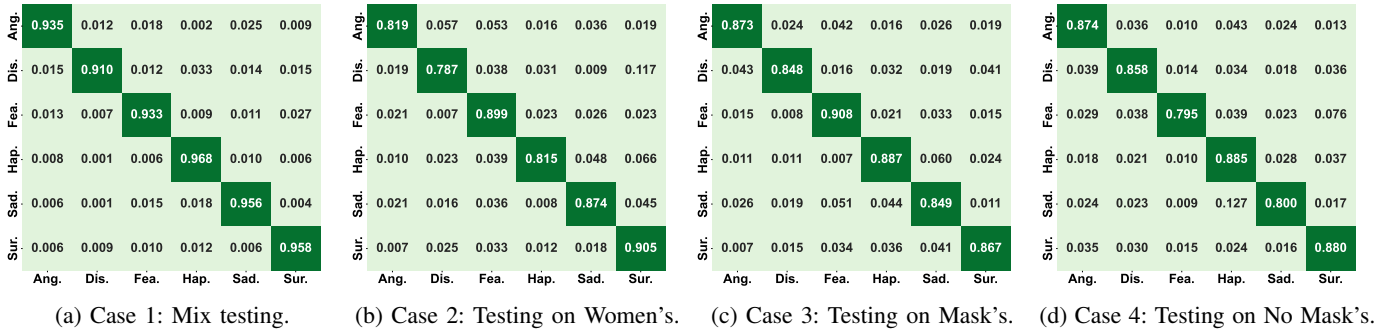 Ang. 0.935 0.012 0.018 0.002 0.025 0.009
Dis. 0.015 0.910 0.012 0.033 0.014 0.015
Fea. 0.013 0.007 0.933 0.009 0.011 0.027
Hap. 0.008 0.001 0.006 0.968 0.010 0.006
Sad. 0.006 0.001 0.015 0.018 0.956 0.004
Sur. 0.006 0.009 0.010 0.012 0.006 0.958
Ang. Dis. Fea. Hap. Sad. Sur.
(a) Case 1: Mix testing.
Ang. 0.819 0.057 0.053 0.016 0.036 0.019
Dis. 0.019 0.787 0.038 0.031 0.009 0.117
Fea. 0.021 0.007 0.899 0.023 0.026 0.023
Hap. 0.010 0.023 0.039 0.815 0.048 0.066
Sad. 0.021 0.016 0.036 0.008 0.874 0.045
Sur. 0.007 0.025 0.033 0.012 0.018 0.905
Ang. Dis. Fea. Hap. Sad. Sur.
(b) Case 2: Testing on Women's.
Ang. 0.873 0.024 0.042 0.016 0.026 0.019
Dis. 0.043 0.848 0.016 0.032 0.019 0.041
Fea. 0.015 0.008 0.908 0.021 0.033 0.015
Hap. 0.011 0.011 0.007 0.887 0.060 0.024
Sad. 0.026 0.019 0.051 0.044 0.849 0.011
Sur. 0.007 0.015 0.034 0.036 0.041 0.867
Ang. Dis. Fea. Hap. Sad. Sur.
(c) Case 3: Testing on Mask's.
Ang. 0.874 0.036 0.010 0.043 0.024 0.013
Dis. 0.039 0.858 0.014 0.034 0.018 0.036
Fea. 0.029 0.038 0.795 0.039 0.023 0.076
Hap. 0.018 0.021 0.010 0.885 0.028 0.037
Sad. 0.024 0.023 0.009 0.127 0.800 0.017
Sur. 0.035 0.030 0.015 0.024 0.016 0.880
Ang. Dis. Fea. Hap. Sad. Sur.
(d) Case 4: Testing on No Mask's.